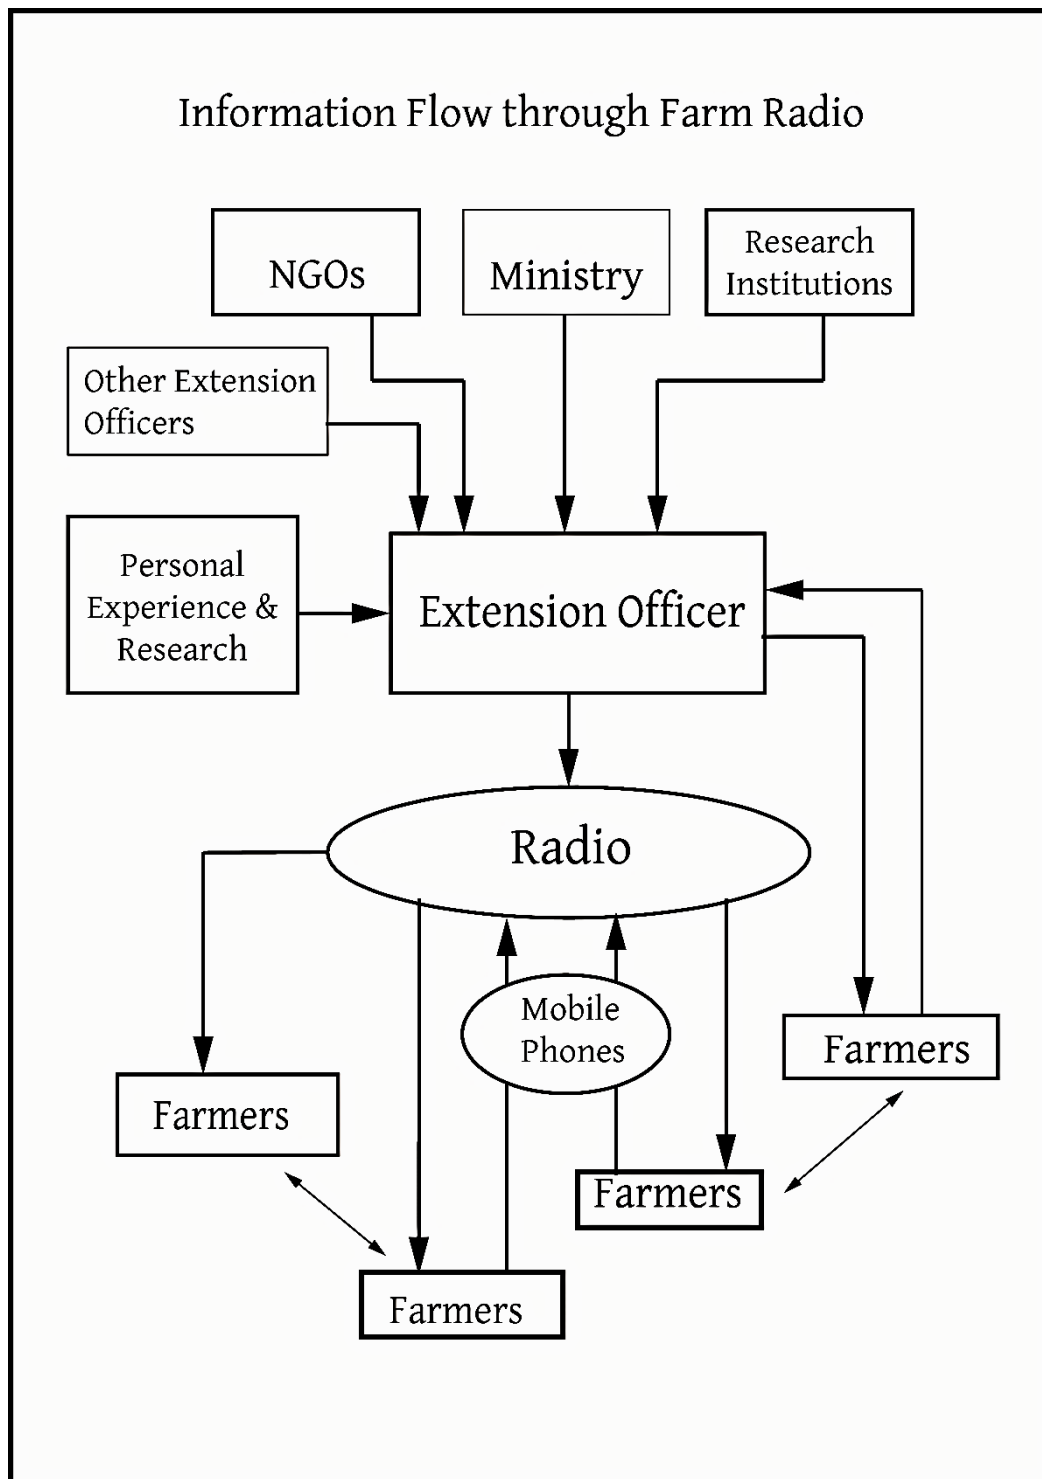 Information Flow through Farm Radio
NGOs
Ministry
Research
Institutions
Other Extension
Officers
Personal
Experience &
Research
Extension Officer
Radio
Mobile
Phones
Farmers
Farmers
Farmers
Farmers